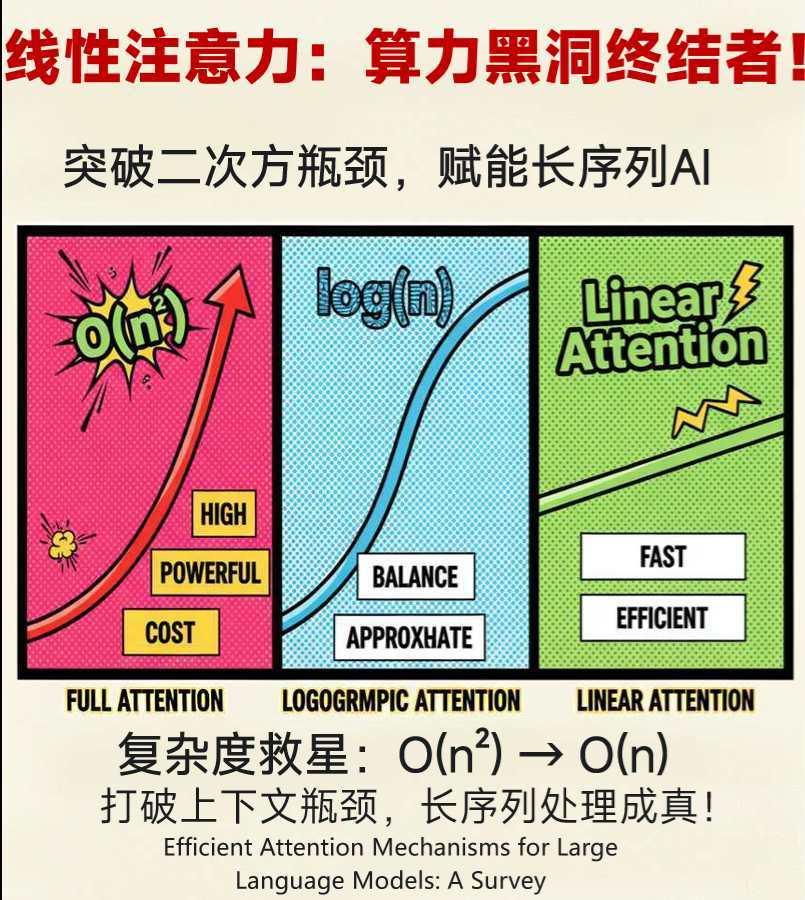 线性注意力：算力黑洞终结者!
突破二次方瓶颈，赋能长序列AI
O(n²)
log(n)
Linear
Attention
HIGH
POWERFUL
COST
BALANCE
APPROXHATE
FAST
EFFICIENT
FULL ATTENTION
LOGOGRMPIC ATTENTION
LINEAR ATTENTION
复杂度救星：O(n²) → O(n)
打破上下文瓶颈，长序列处理成真！
Efficient Attention Mechanisms for Large
Language Models: A Survey